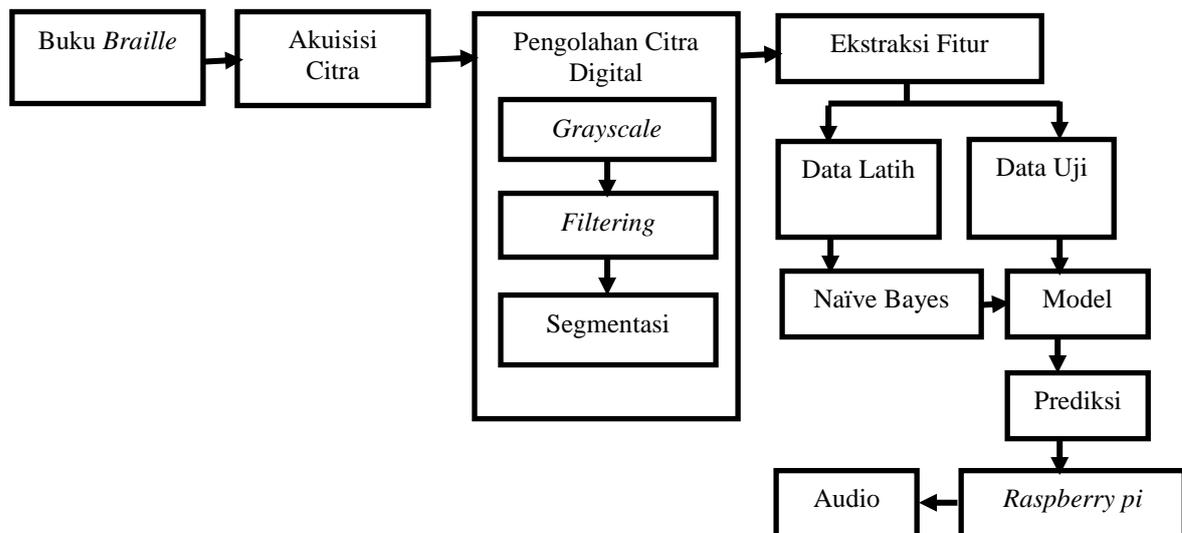 Buku Braille
Akuisisi
Citra
Pengolahan Citra
Digital
Grayscale
Filtering
Segmentasi
Ekstraksi Fitur
Data Latih
Data Uji
Naïve Bayes
Model
Prediksi
Raspberry pi
Audio